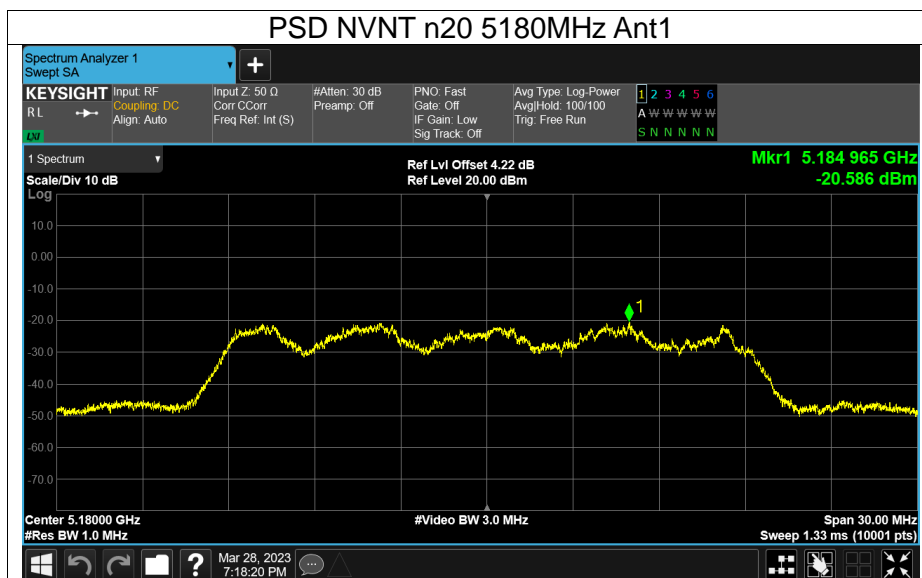 PSD NVNT n20 5180MHz Ant1
Spectrum Analyzer 1
Swept SA
+
KEYSIGHT Input: RF Input Z: 50 Ω #Atten: 30 dB PNO: Fast Avg Type: Log-Power 1 2 3 4 5 6
RL Coupling: DC Corr CCorr Preamp: Off Gate: Off Avg|Hold: 100/100 A W W W W W
Align: Auto Freq Ref: Int (S) IF Gain: Low Trig: Free Run
LXI Sig Track: Off S N N N N N
1 Spectrum Ref Lvl Offset 4.22 dB Mkr1 5.184 965 GHz
Scale/Div 10 dB Ref Level 20.00 dBm -20.586 dBm
Log
10.0
0.00
-10.0
1
-20.0
-30.0
-40.0
-50.0
-60.0
-70.0
Center 5.18000 GHz #Video BW 3.0 MHz Span 30.00 MHz
#Res BW 1.0 MHz Sweep 1.33 ms (10001 pts)
? Mar 28, 2023
7:18:20 PM